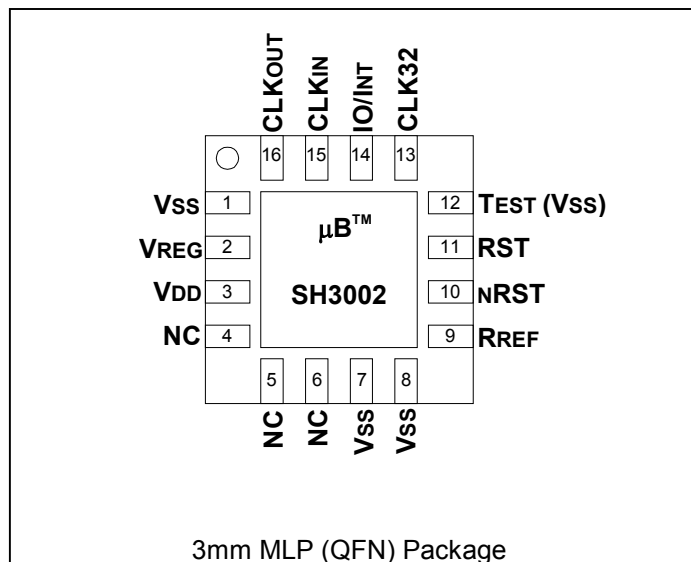 CLKOUT
CLKIN
IO/INT
CLK32
16 15 14 13
VSS 1
VREG 2
VDD 3
NC 4
µB™
SH3002
12 TEST (VSS)
11 RST
10 NRST
9 RREF
5 6 7 8
NC
NC
VSS
VSS
3mm MLP (QFN) Package